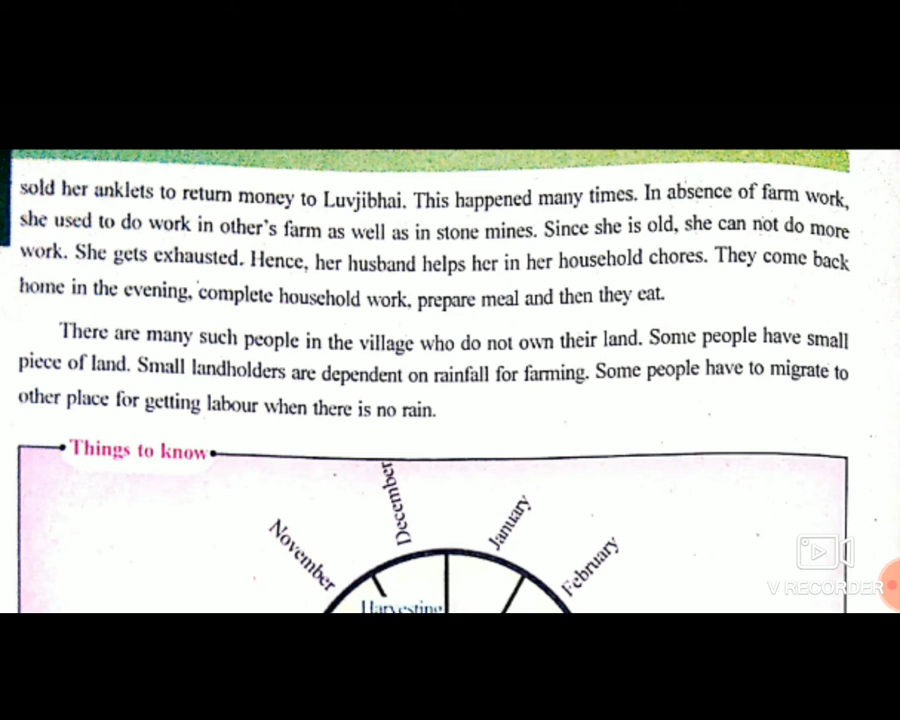 sold her anklets to return money to Luvjibhai. This happened many times. In absence of farm work,
she used to do work in other's farm as well as in stone mines. Since she is old, she can not do more
work. She gets exhausted. Hence, her husband helps her in her household chores. They come back
home in the evening, complete household work, prepare meal and then they eat.
There are many such people in the village who do not own their land. Some people have small
piece of land. Small landholders are dependent on rainfall for farming. Some people have to migrate to
other place for getting labour when there is no rain.
Things to know
November
December
January
February
Harvesting
V RECORDER